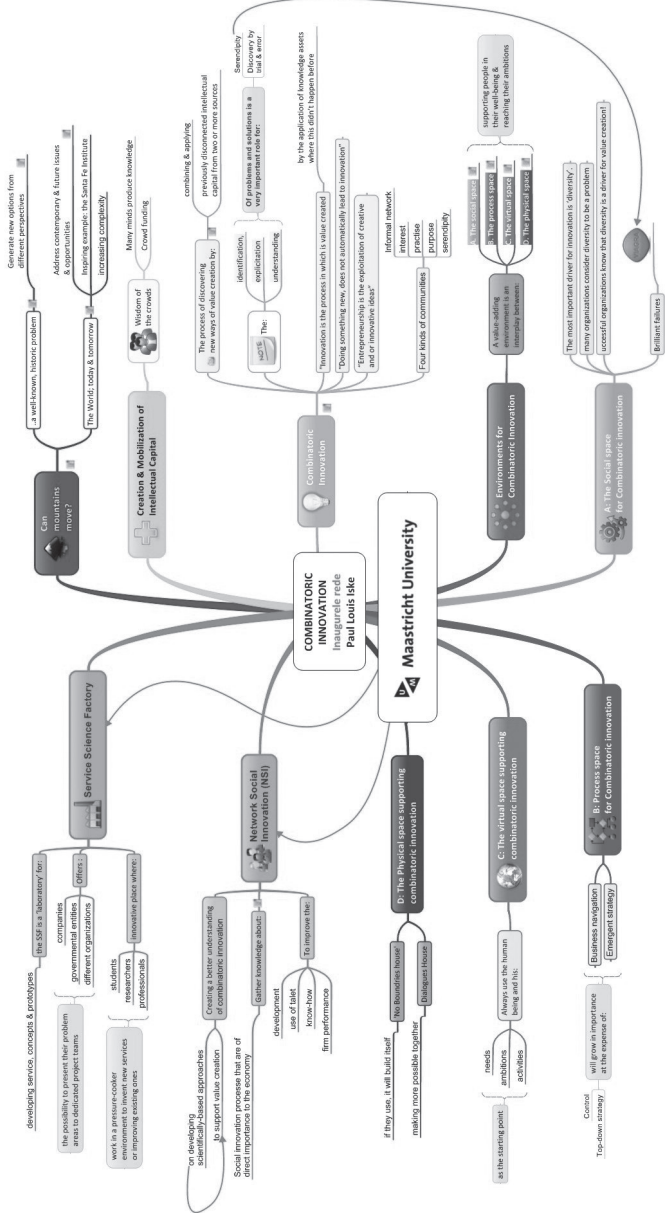 COMBINATORIC
INNOVATION
Inaugurele rede
Paul Louis Iske
U
M
Maastricht University
Can
mountains
move?
..a well-known, historic problem
Generate new options from
different perspectives
The World; today & tomorrow
Address contemporary & future issues
& opportunities
Inspiring example: the Santa Fe Institute
increasing complexity
Creation & Mobilization of
Intellectual Capital
Wisdom of
the crowds
Many minds produce knowledge
Crowd funding
Combinatoric
Innovation
The process of discovering
new ways of value creation by:
combining & applying
previously disconnected intellectual
capital from two or more sources
NOTE
The:
identification,
explicitation
understanding
Of problems and solutions is a
very important role for:
Serendipity
Discovery by
trial & error
"Innovation is the process in which is value created
by the application of knowledge assets
where this didn't happen before
"Doing something new, does not automatically lead to innovation"
"Entrepreneurship is the exploitation of creative
and or innovative ideas"
Four kinds of communities
Informal network
interest
practise
purpose
serendipity
Environments for
Combinatoric Innovation
A value-adding
environment is an
interplay between:
A. The social space
B. The process space
C. The virtual space
D. The physical space
supporting people in
their well-being &
reaching their ambitions
A: The Social space
for Combinatoric innovation
The most important driver for innovation is 'diversity'.
many organizations consider diversity to be a problem
uccessful organizations know that diversity is a driver for value creation!
Brilliant failures
Service Science Factory
the SSF is a 'laboratory' for:
developing service, concepts & prototypes
Offers :
companies
governmental entities
different organizations
the possibility to present their problem
areas to dedicated project teams
innovative place where:
students
researchers
professionals
work in a pressure-cooker
environment to invent new services
or improving existing ones
Network Social
Innovation (NSI)
Creating a better understanding
of combinatoric innovation
on developing
scientifically-based approaches
to support value creation
Gather knowledge about:
Social innovation processe that are of
direct importance to the economy
To improve the:
development
use of talet
know-how
firm performance
D: The Physical space supporting
combinatoric innovation
'No Boundries house'
if they use, it will build itself
Dialogues House
making more possible together
C: The virtual space supporting
combinatoric innovation
Always use the human
being and his:
needs
ambitions
activities
as the starting point
B: Process space
for Combinatoric innovation
Business navigation
Emergent strategy
will grow in importance
at the expense of:
Control
Top-down strategy